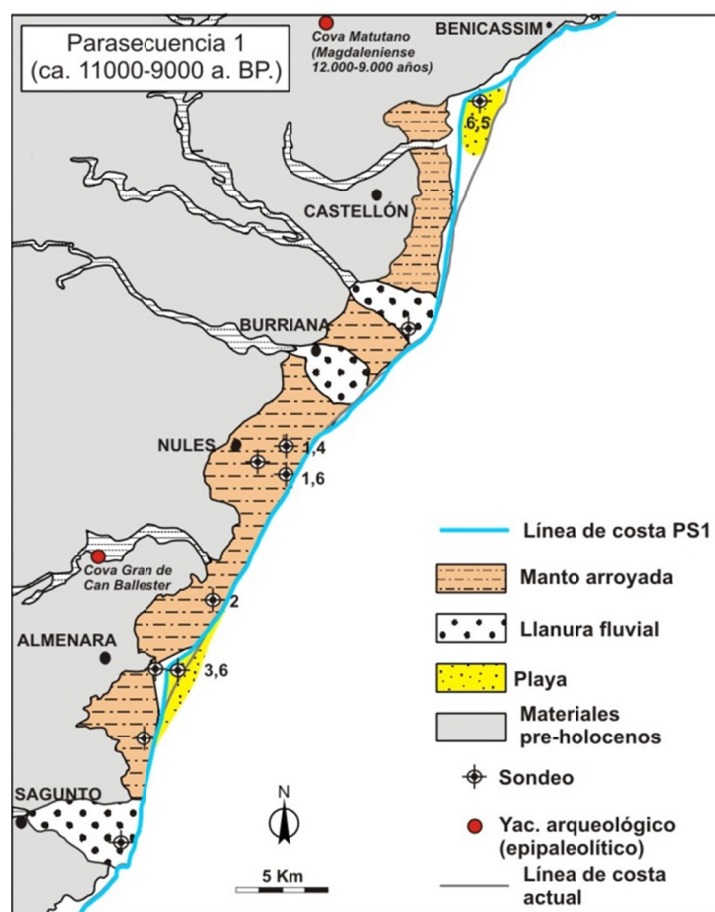 Parasecuencia 1
(ca. 11000-9000 a. BP.)
Cova Matutano
(Magdaleniense
12.000-9.000 años)
BENICASSIM
6,5
CASTELLÓN
BURRIANA
NULES
1,4
1,6
Cova Gran de
Can Ballester
2
ALMENARA
3,6
SAGUNTO
N
5 Km
Línea de costa PS1
Manto arroyada
Llanura fluvial
Playa
Materiales
pre-holocenos
Sondeo
Yac. arqueológico
(epipaleolítico)
Línea de costa
actual